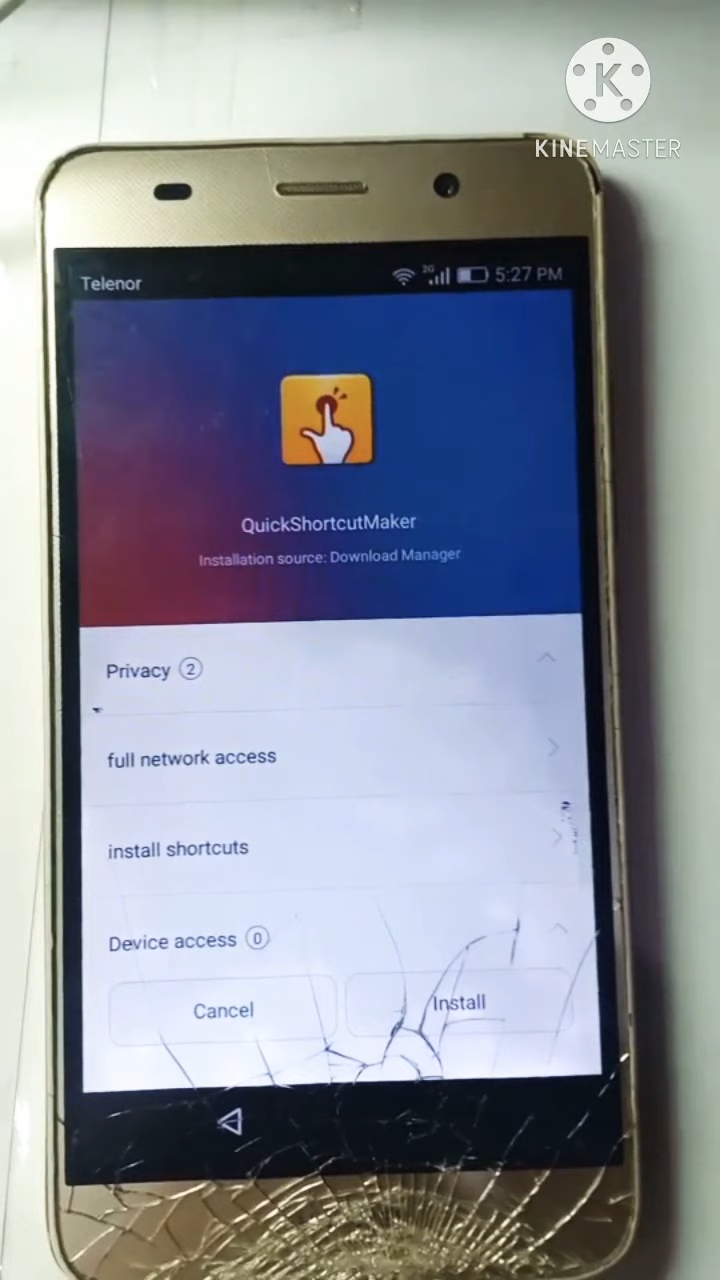 K
KINEMASTER
Telenor
2G
5:27 PM
QuickShortcutMaker
Installation source: Download Manager
Privacy 2
full network access
install shortcuts
Device access 0
Cancel
Install